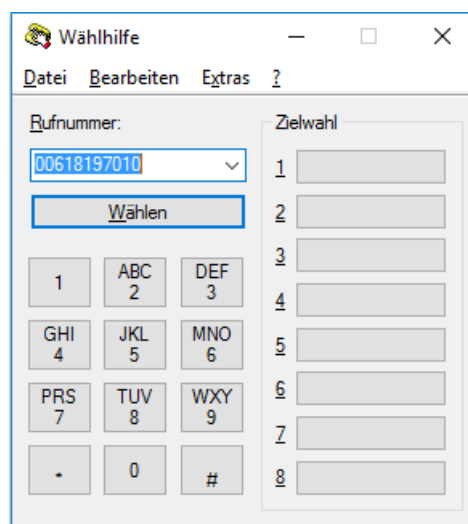 Wählhilfe
Datei Bearbeiten Extras ?
Rufnummer:
00618197010
Wählen
1
ABC
2
DEF
3
GHI
4
JKL
5
MNO
6
PRS
7
TUV
8
WXY
9
*
0
#
Zielwahl
1
2
3
4
5
6
7
8